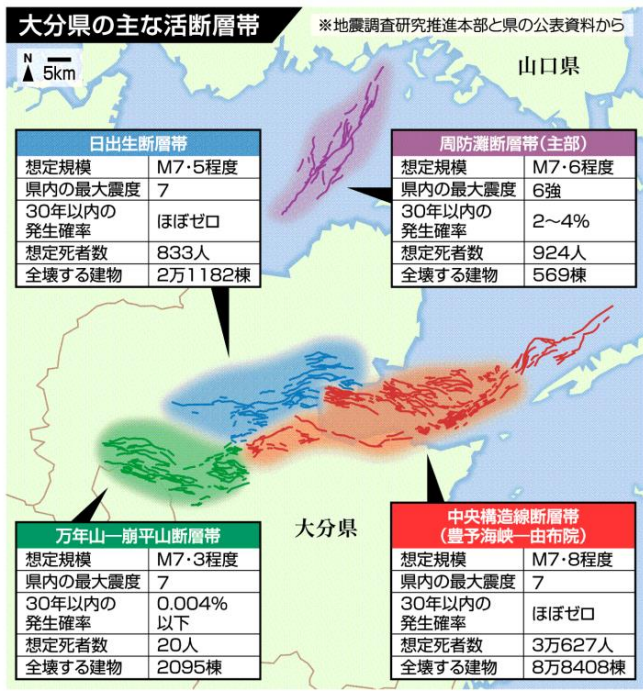 大分県の主な活断層帯
※地震調査研究推進本部と県の公表資料から
N
5km
山口県
日出生断層帯
想定規模 M7・5程度
県内の最大震度 7
30年以内の
発生確率 ほぼゼロ
想定死者数 833人
全壊する建物 2万1182棟
周防灘断層帯(主部)
想定規模 M7・6程度
県内の最大震度 6強
30年以内の
発生確率 2〜4%
想定死者数 924人
全壊する建物 569棟
大分県
万年山―崩平山断層帯
想定規模 M7・3程度
県内の最大震度 7
30年以内の
発生確率 0.004%
以下
想定死者数 20人
全壊する建物 2095棟
中央構造線断層帯
(豊予海峡―由布院)
想定規模 M7・8程度
県内の最大震度 7
30年以内の
発生確率 ほぼゼロ
想定死者数 3万627人
全壊する建物 8万8408棟